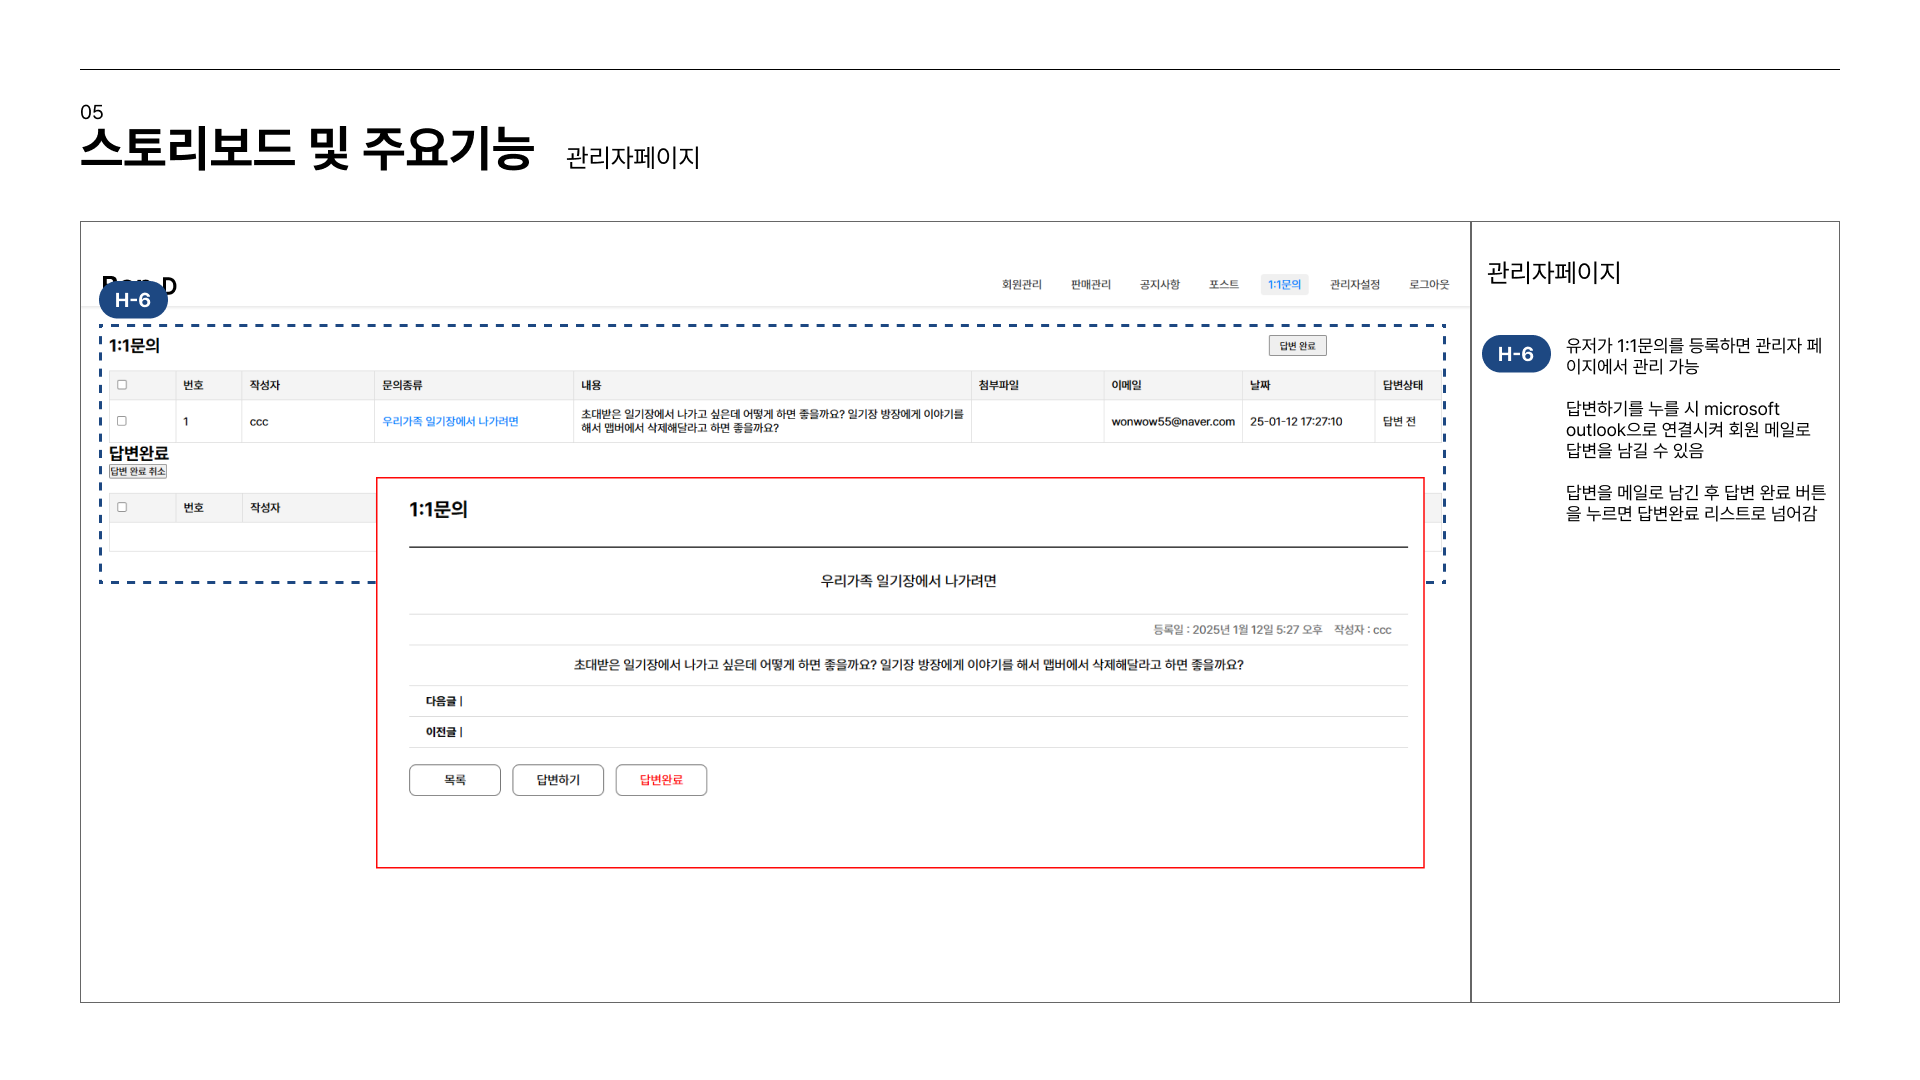 05
스토리보드 및 주요기능 관리자페이지
H-6
회원관리 판매관리 공지사항 포스트 1:1문의 관리자설정 로그아웃
1:1문의
답변 완료
번호 작성자 문의종류 내용 첨부파일 이메일 날짜 답변상태
1 ccc 우리가족 일기장에서 나가려면 초대받은 일기장에서 나가고 싶은데 어떻게 하면 좋을까요? 일기장 방장에게 이야기를 wonwow55@naver.com 25-01-12 17:27:10 답변 전
해서 맵버에서 삭제해달라고 하면 좋을까요?
답변완료
답변 완료 취소
번호 작성자
1:1문의
우리가족 일기장에서 나가려면
등록일 : 2025년 1월 12일 5:27 오후 작성자 : ccc
초대받은 일기장에서 나가고 싶은데 어떻게 하면 좋을까요? 일기장 방장에게 이야기를 해서 맵버에서 삭제해달라고 하면 좋을까요?
다음글 |
이전글 |
목록 답변하기 답변완료
관리자페이지
H-6
유저가 1:1문의를 등록하면 관리자 페
이지에서 관리 가능
답변하기를 누를 시 microsoft
outlook으로 연결시켜 회원 메일로
답변을 남길 수 있음
답변을 메일로 남긴 후 답변 완료 버튼
을 누르면 답변완료 리스트로 넘어감